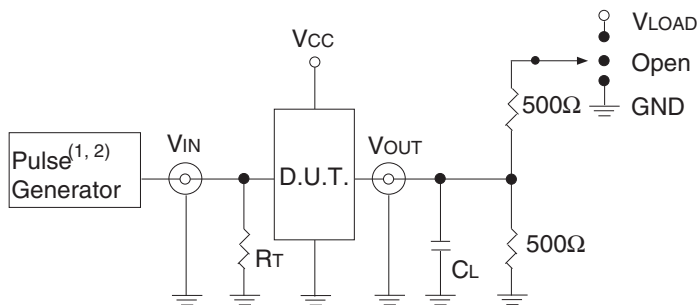 VLOAD
Open
GND
VCC
500Ω
Pulse(1, 2)
Generator
VIN
D.U.T.
VOUT
500Ω
RT
CL